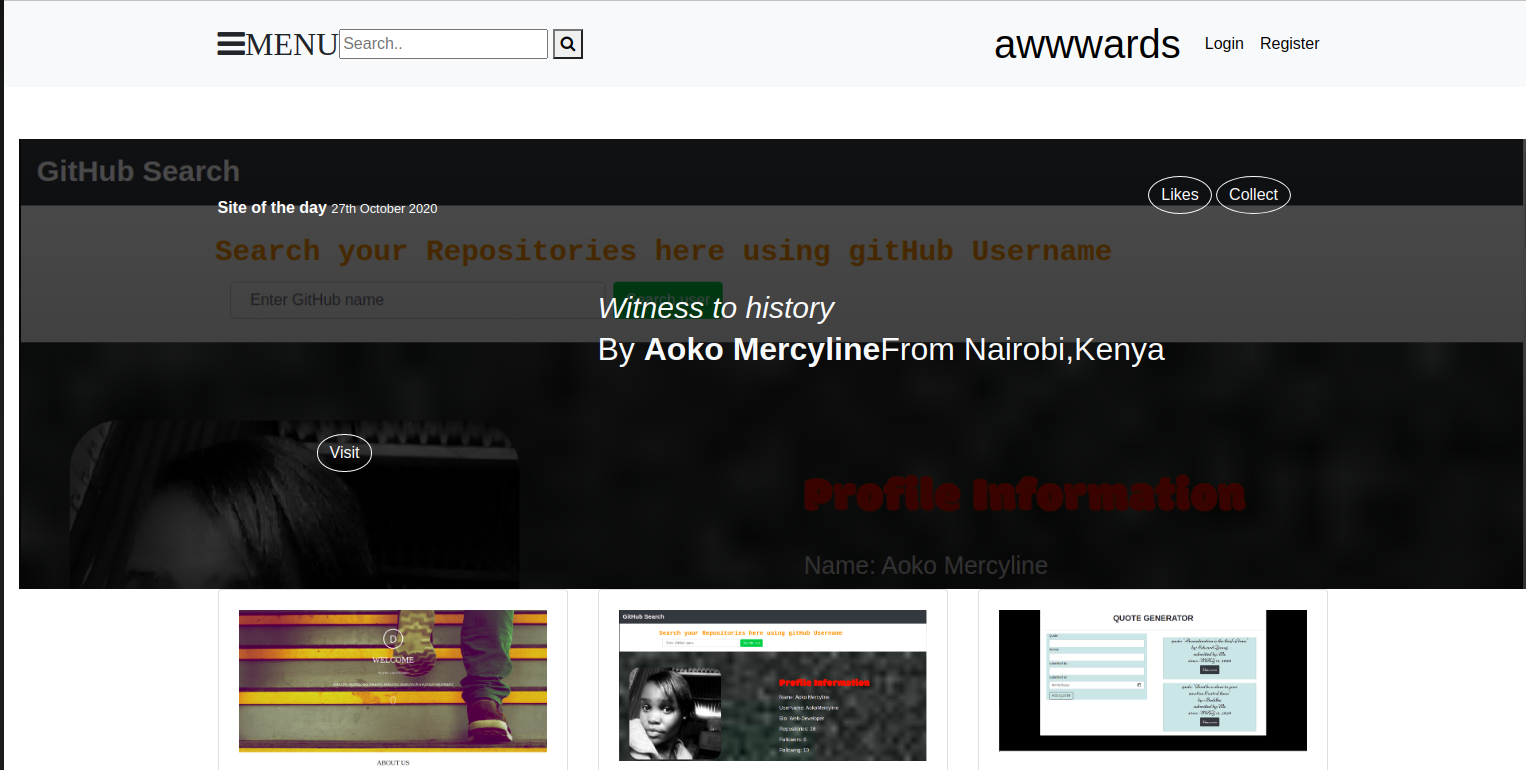 MENU Search.. awwwards Login Register
GitHub Search
Likes Collect
Site of the day 27th October 2020
Search your Repositories here using gitHub Username
Enter GitHub name Search user
Witness to history
By Aoko MercylineFrom Nairobi,Kenya
Visit
Profile Information
Name: Aoko Mercyline
D
WELCOME
ABOUT US
GitHub Search
Search your Repositories here using gitHub Username
Profile Information
Name: Aoko Mercyline
UserName: AokoMercyline
Bio: Web Developer
Followers: 6
Following: 10
QUOTE GENERATOR